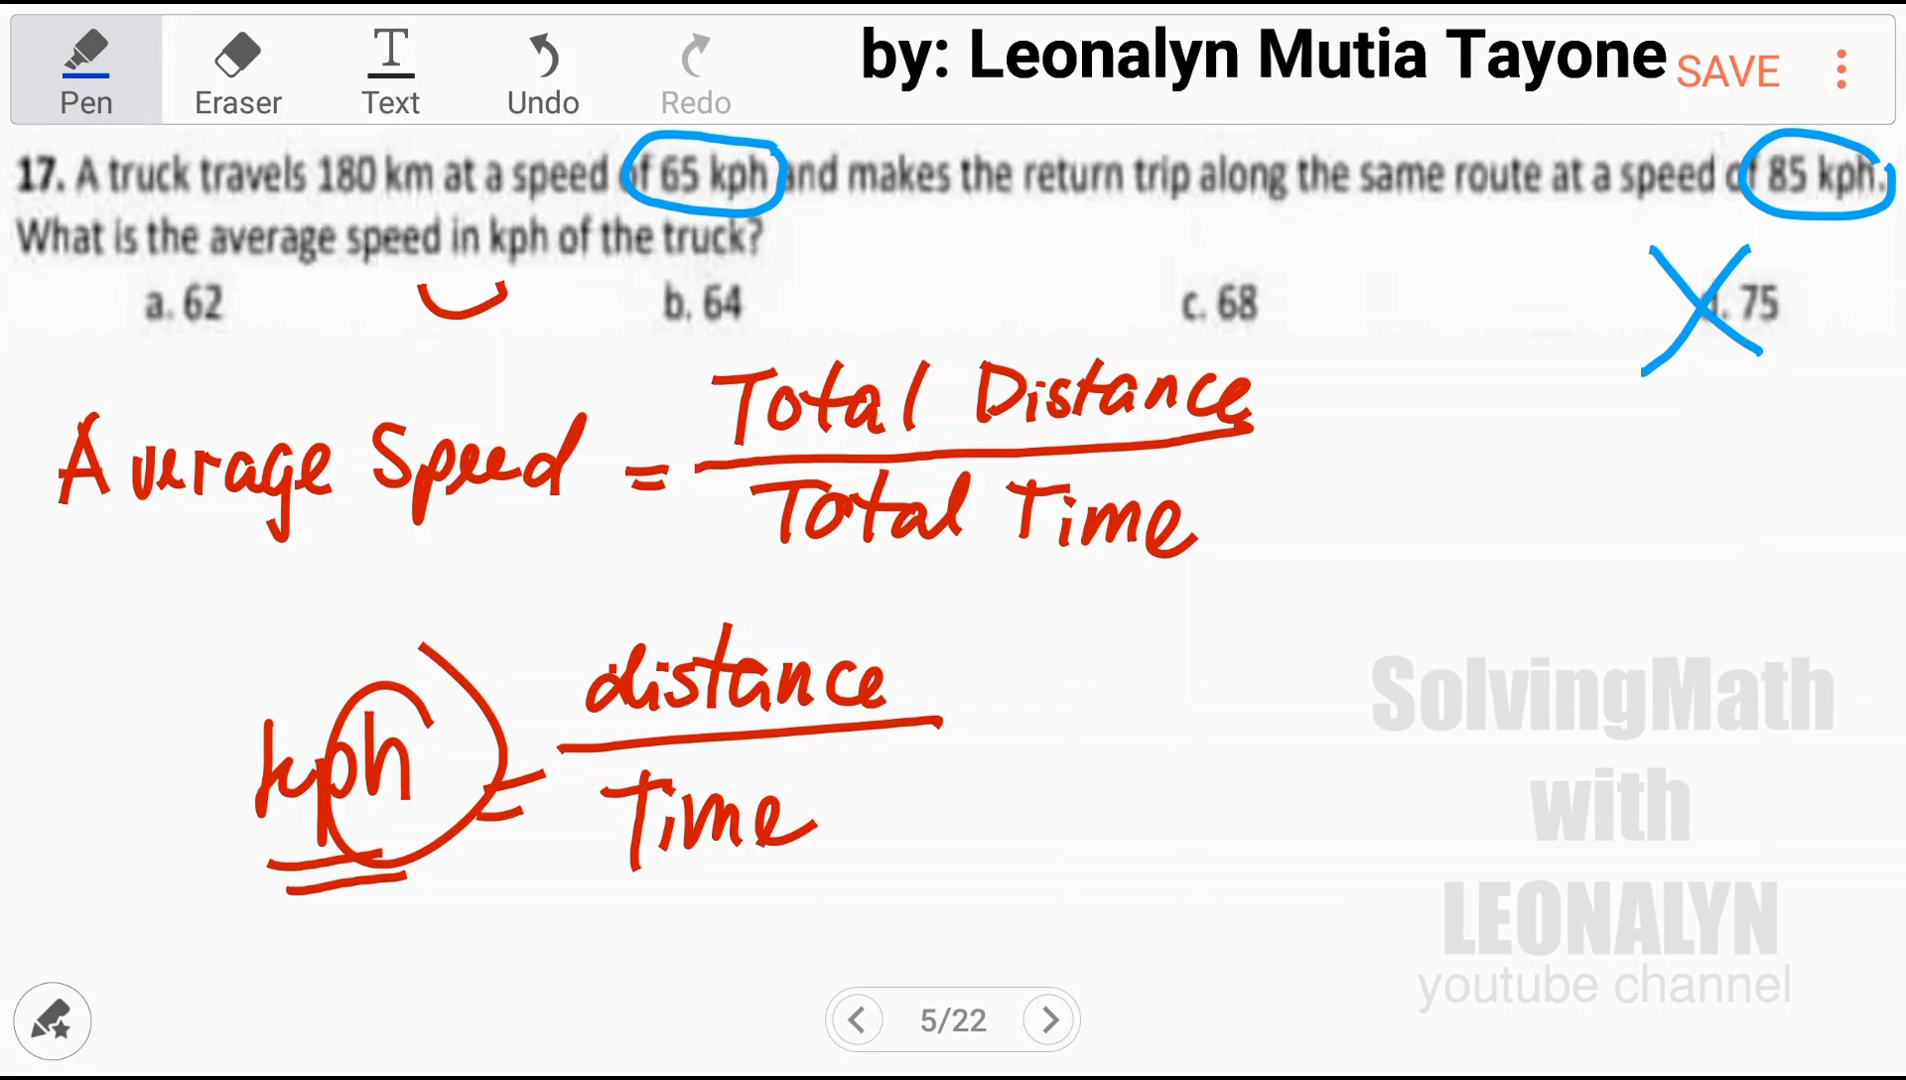 by: Leonalyn Mutia Tayone SAVE
Pen Eraser Text Undo Redo
17. A truck travels 180 km at a speed of 65 kph and makes the return trip along the same route at a speed of 85 kph.
What is the average speed in kph of the truck?
a. 62 b. 64 c. 68 d. 75
Average Speed = Total Distance
Total Time
kph = distance
Time
SolvingMath
with
LEONALYN
youtube channel
5/22